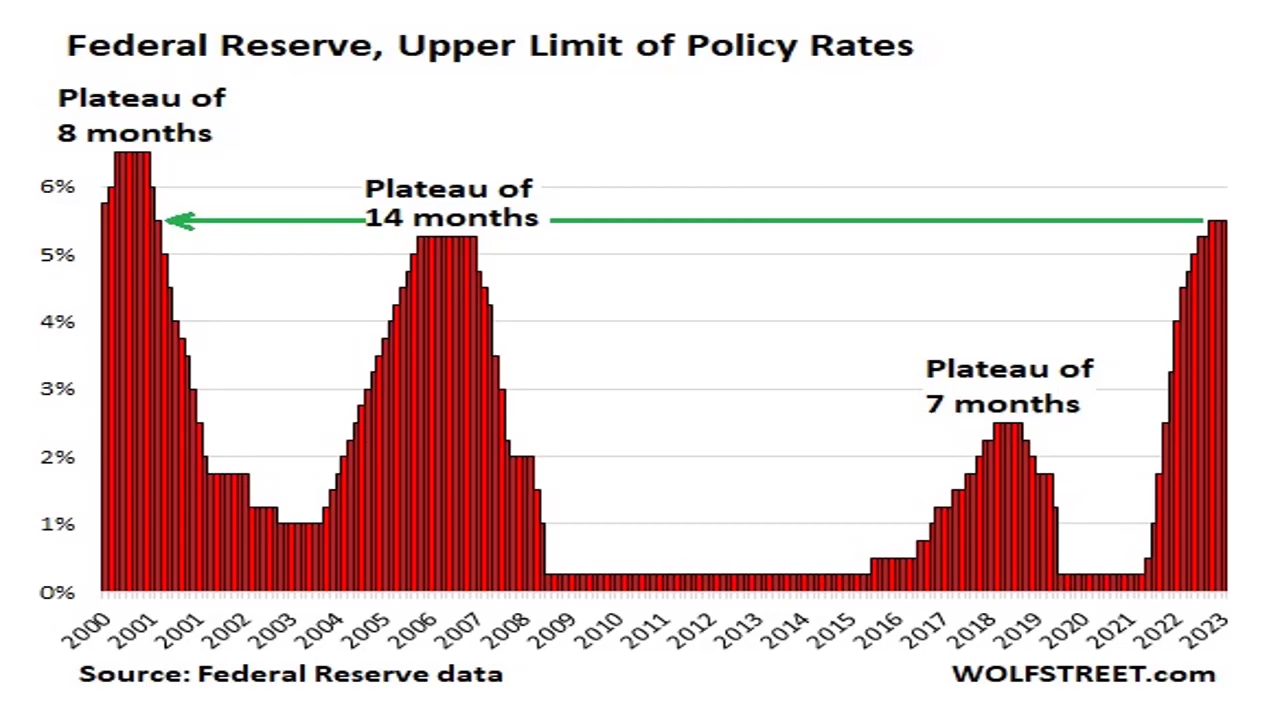 Federal Reserve, Upper Limit of Policy Rates
Plateau of
8 months
Plateau of
14 months
Plateau of
7 months
6%
5%
4%
3%
2%
1%
0%
2000 2001 2001 2002 2003 2004 2005 2006 2007 2008 2009 2010 2011 2012 2013 2014 2015 2016 2017 2018 2019 2020 2021 2022 2023
Source: Federal Reserve data
WOLFSTREET.com